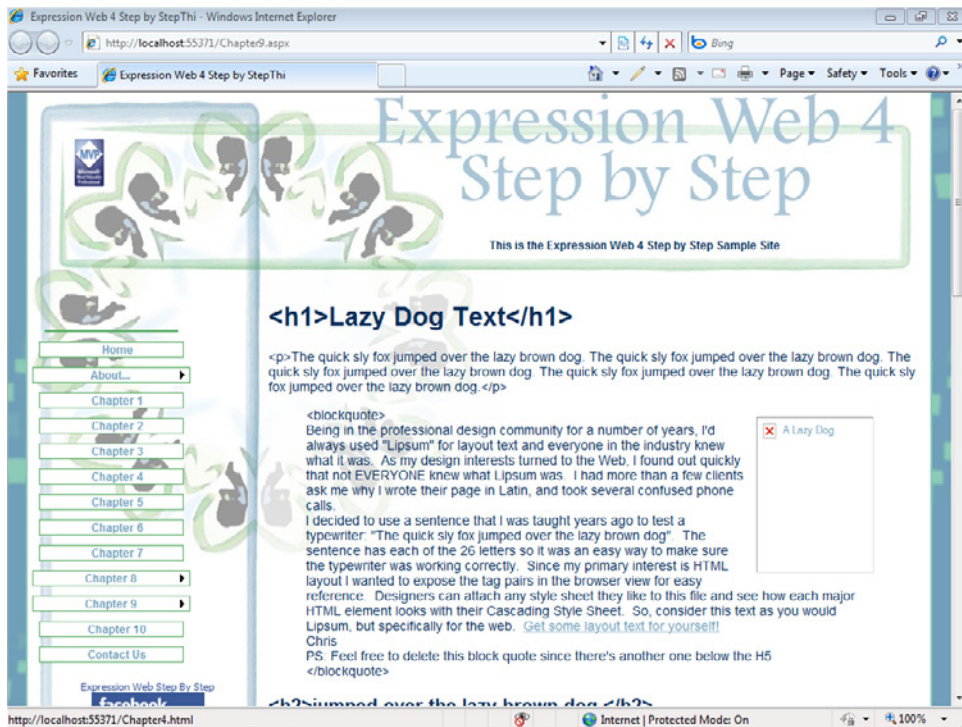 Expression Web 4 Step by StepThi - Windows Internet Explorer
http://localhost:55371/Chapter9.aspx
Bing
Favorites
Expression Web 4 Step by StepThi
Page
Safety
Tools
Expression Web 4
Step by Step
MVP
Microsoft
This is the Expression Web 4 Step by Step Sample Site
Home
About...
Chapter 1
Chapter 2
Chapter 3
Chapter 4
Chapter 5
Chapter 6
Chapter 7
Chapter 8
Chapter 9
Chapter 10
Contact Us
Expression Web Step By Step
facebook
<h1>Lazy Dog Text</h1>
<p>The quick sly fox jumped over the lazy brown dog. The quick sly fox jumped over the lazy brown dog. The
quick sly fox jumped over the lazy brown dog. The quick sly fox jumped over the lazy brown dog. The quick sly
fox jumped over the lazy brown dog.</p>
<blockquote>
Being in the professional design community for a number of years, I'd
always used "Lipsum" for layout text and everyone in the industry knew
what it was. As my design interests turned to the Web, I found out quickly
that not EVERYONE knew what Lipsum was. I had more than a few clients
ask me why I wrote their page in Latin, and took several confused phone
calls.
I decided to use a sentence that I was taught years ago to test a
typewriter: "The quick sly fox jumped over the lazy brown dog". The
sentence has each of the 26 letters so it was an easy way to make sure
the typewriter was working correctly. Since my primary interest is HTML
layout I wanted to expose the tag pairs in the browser view for easy
reference. Designers can attach any style sheet they like to this file and see how each major
HTML element looks with their Cascading Style Sheet. So, consider this text as you would
Lipsum, but specifically for the web. Get some layout text for yourself!
Chris
PS. Feel free to delete this block quote since there's another one below the H5
</blockquote>
A Lazy Dog
<h2>jumped over the lazy brown dog.</h2>
http://localhost:55371/Chapter4.html
Internet | Protected Mode: On
100%